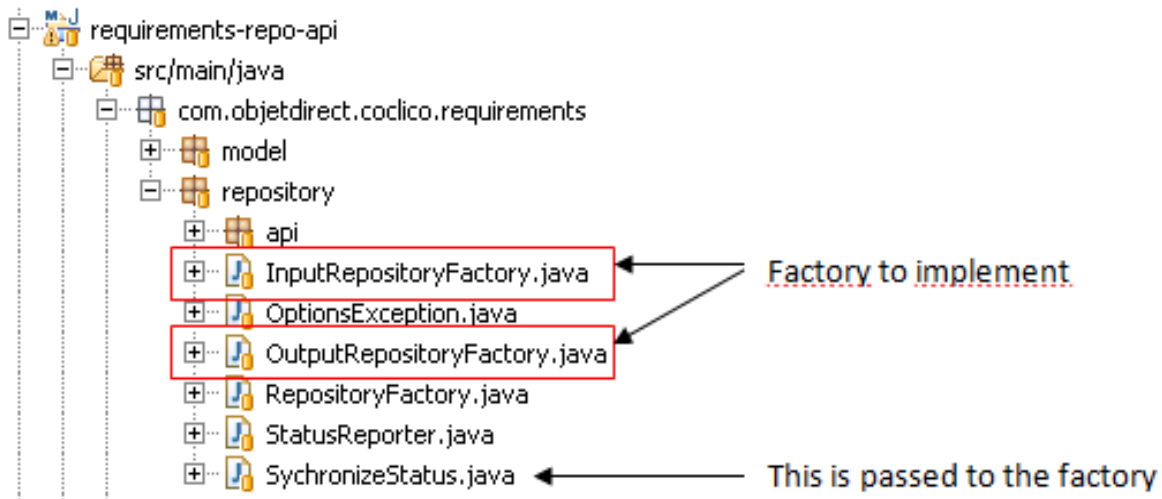 requirements-repo-api
src/main/java
com.objetdirect.coclico.requirements
model
repository
api
InputRepositoryFactory.java
Factory to implement
OptionsException.java
OutputRepositoryFactory.java
RepositoryFactory.java
StatusReporter.java
SychronizeStatus.java
This is passed to the factory